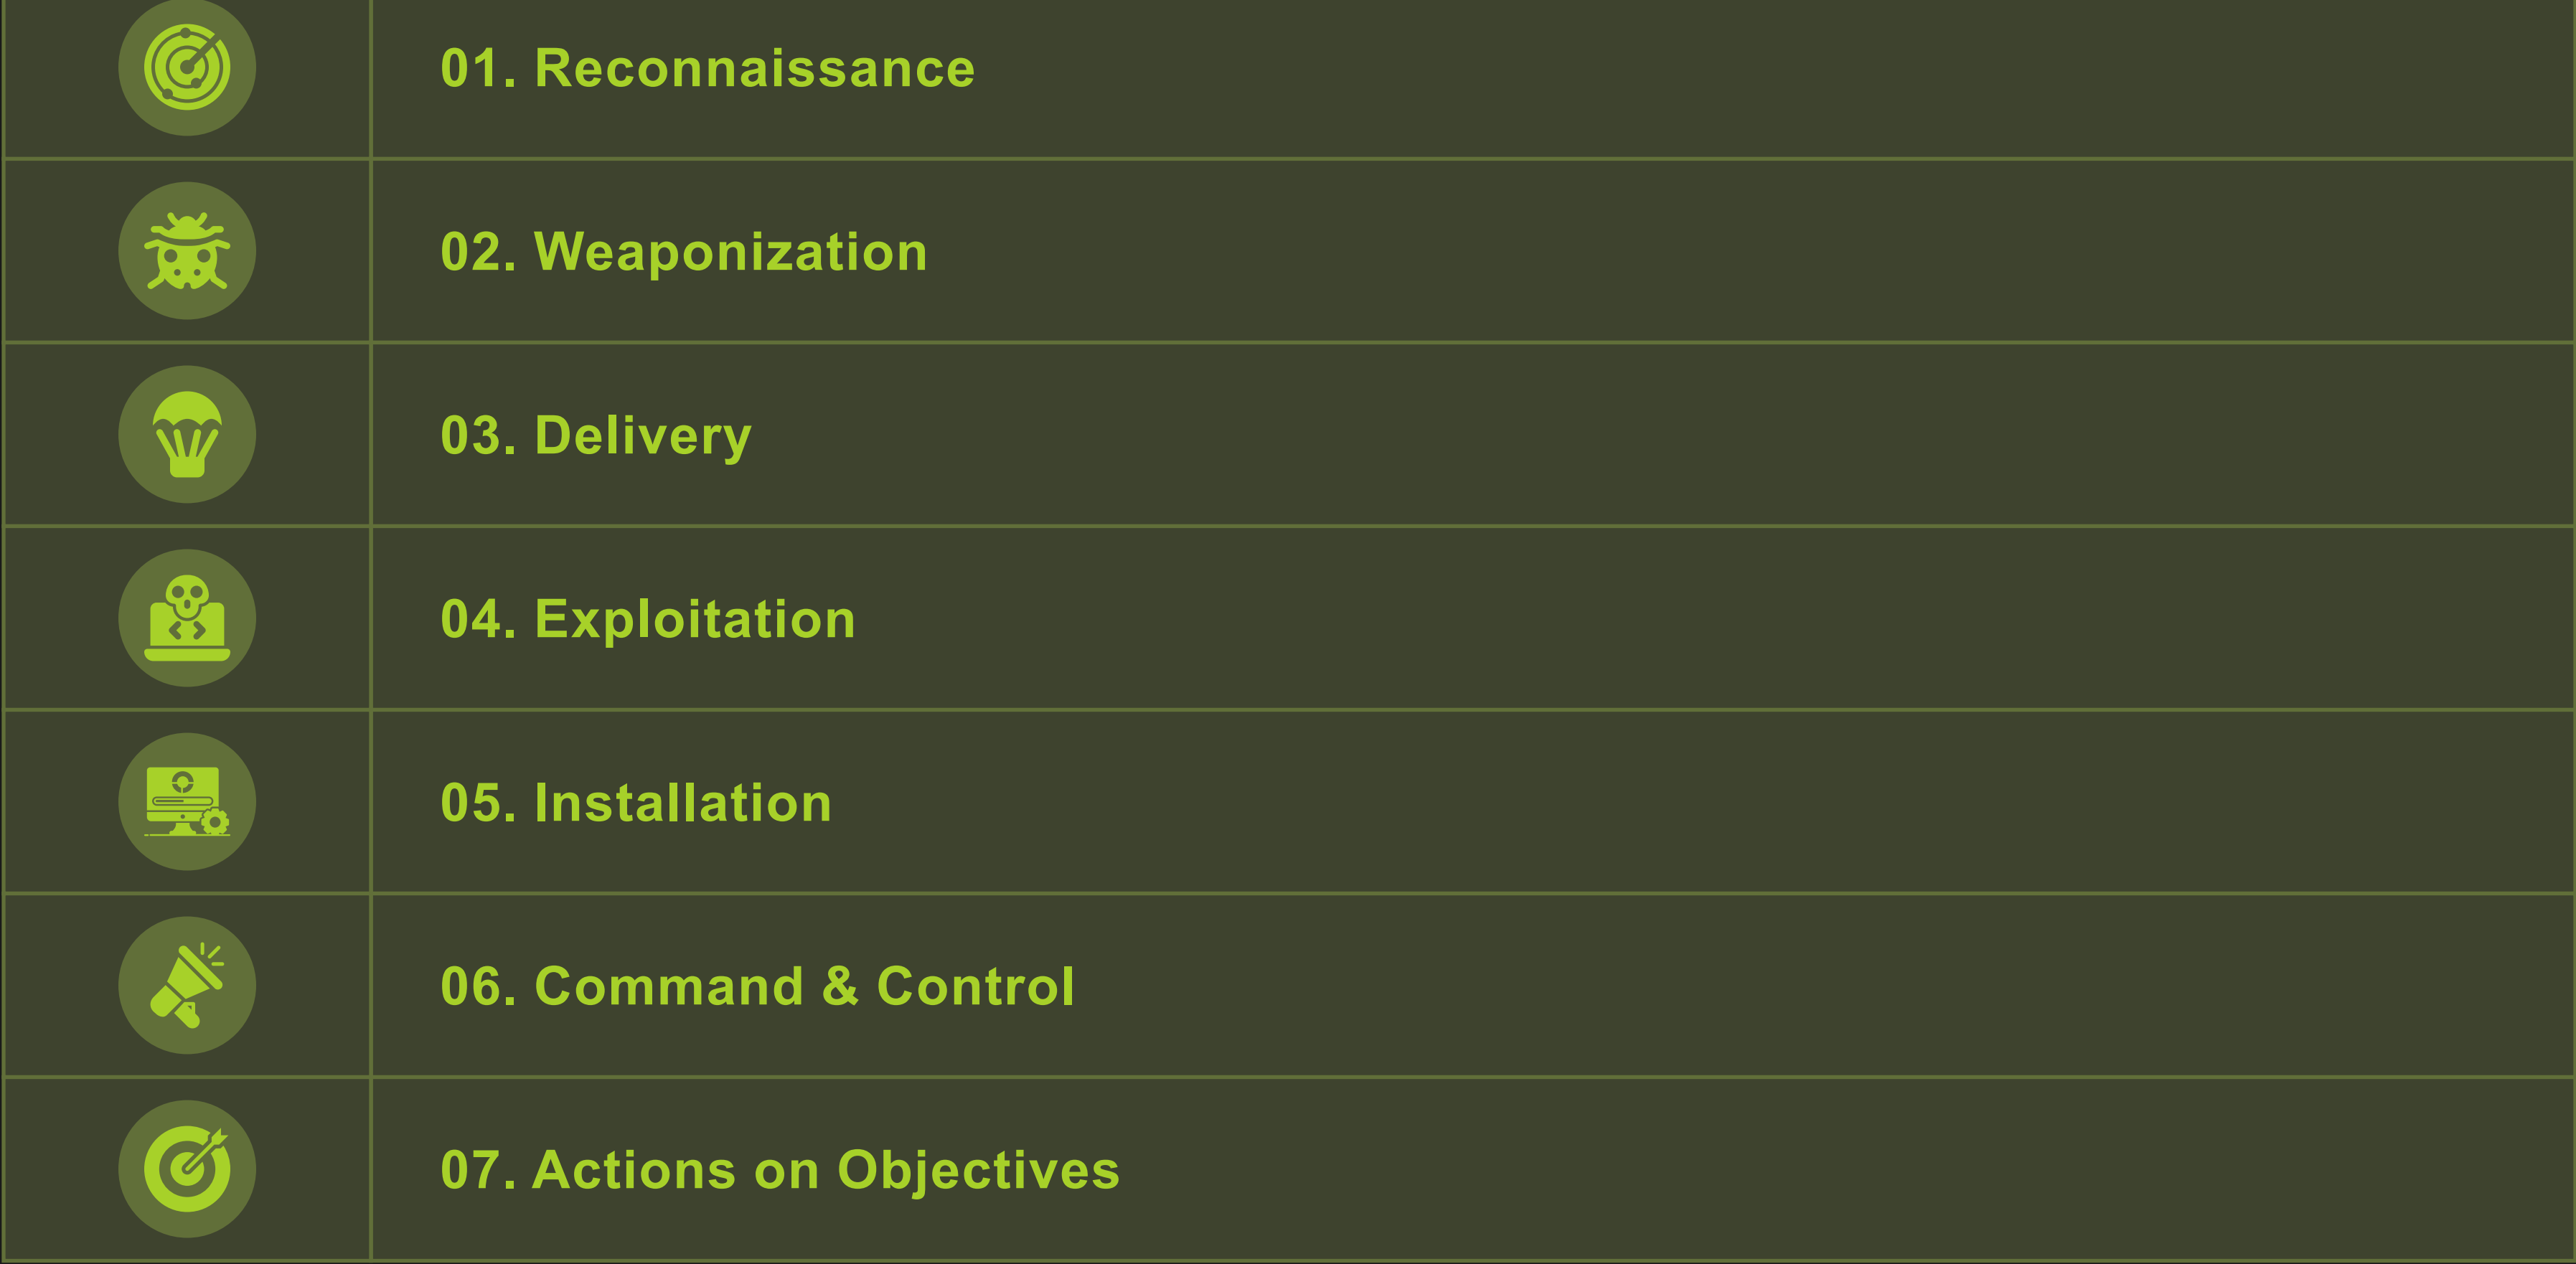 01. Reconnaissance
02. Weaponization
03. Delivery
04. Exploitation
05. Installation
06. Command & Control
07. Actions on Objectives